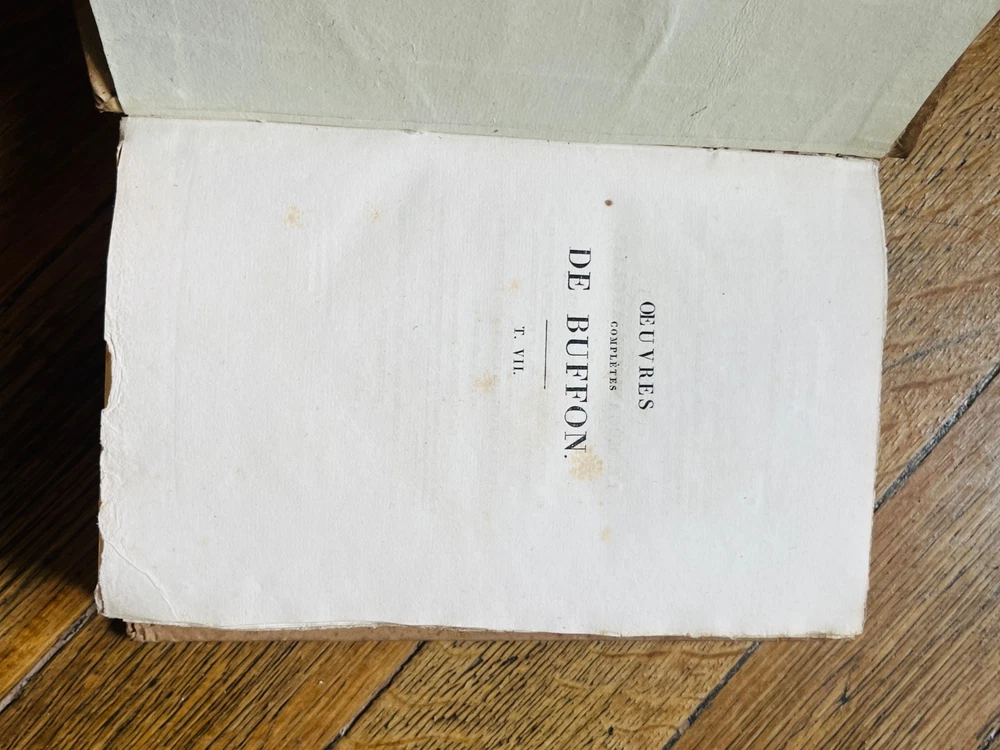 ŒUVRES
COMPLÈTES
DE BUFFON.
T. VII.